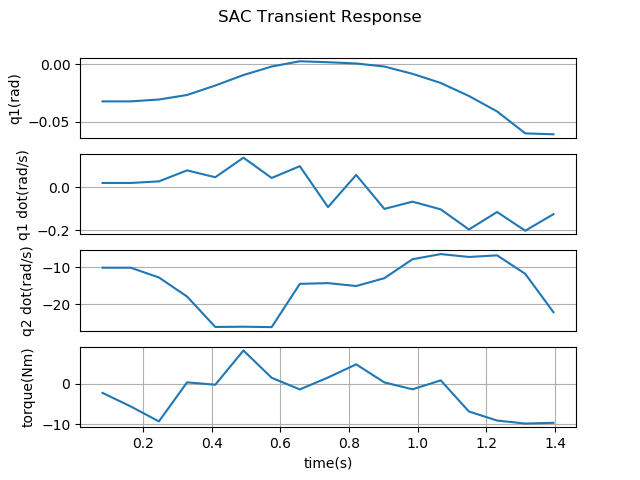 SAC Transient Response
q1(rad)
0.00
−0.05
q1 dot(rad/s)
0.0
−0.2
q2 dot(rad/s)
−10
−20
torque(Nm)
0
−10
0.2 0.4 0.6 0.8 1.0 1.2 1.4
time(s)